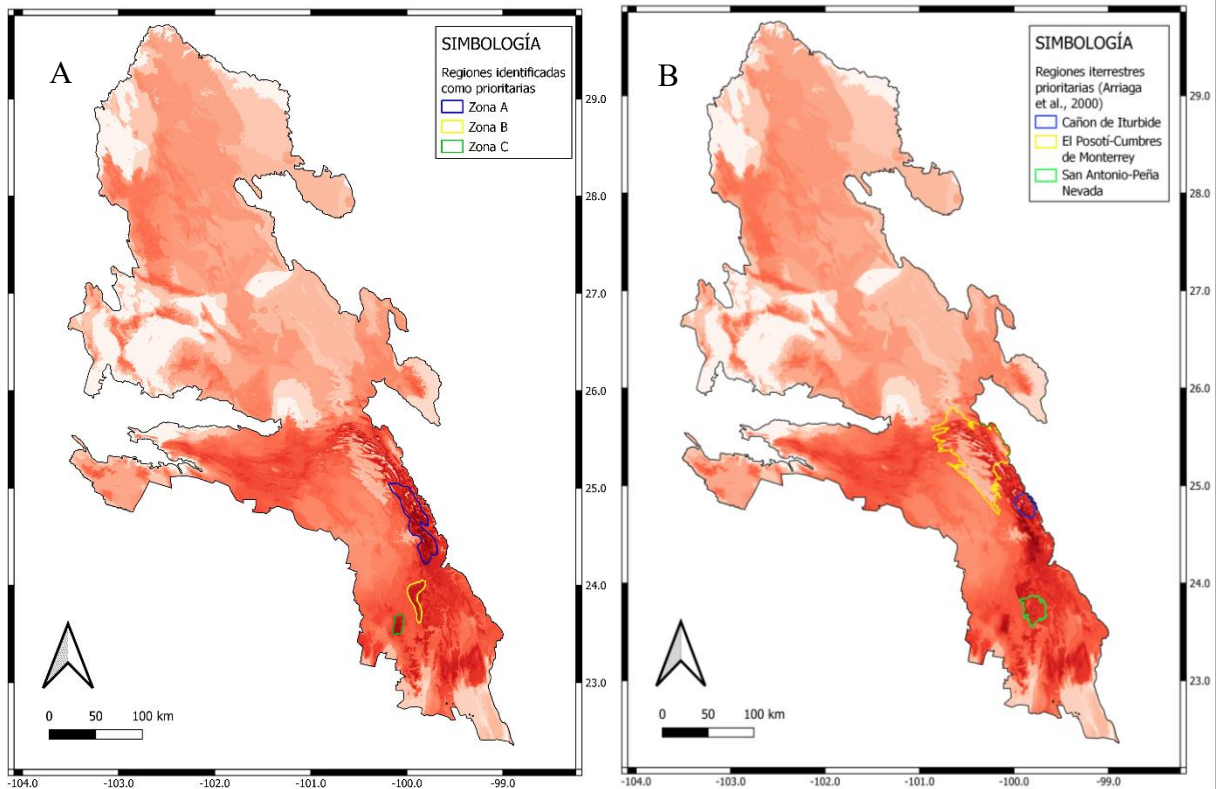 A
SIMBOLOGÍA
Regiones identificadas
como prioritarias
Zona A
Zona B
Zona C
29.0
28.0
27.0
26.0
25.0
24.0
23.0
0 50 100 km
-104.0 -103.0 -102.0 -101.0 -100.0 -99.0
B
SIMBOLOGÍA
Regiones iterrestres
prioritarias (Arriaga
et al., 2000)
Cañon de Iturbide
El Posotí-Cumbres
de Monterrey
San Antonio-Peña
Nevada
29.0
28.0
27.0
26.0
25.0
24.0
23.0
0 50 100 km
-104.0 -103.0 -102.0 -101.0 -100.0 -99.0